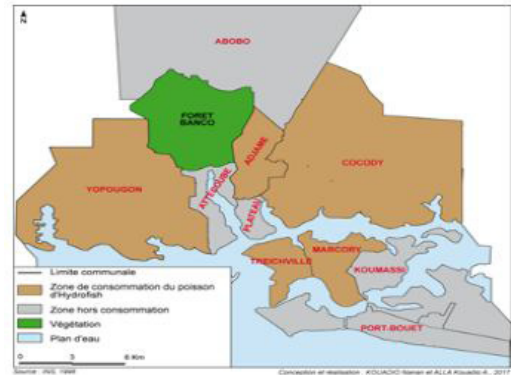 N
ABOBO
FORET
BANCO
ADJAME
COCODY
YOPOUGON
ATTECOUBE
PLATEAU
TREICHVILLE
MARCORY
KOUMASSI
PORT-BOUET
Limite communale
Zone de consommation du poisson
d'Hydrofish
Zone hors consommation
Végétation
Plan d'eau
0 3 6 Km
Source : INS, 1998
Conception et réalisation : KOUADIO Nanan et ALLA Kouadio A., 2017